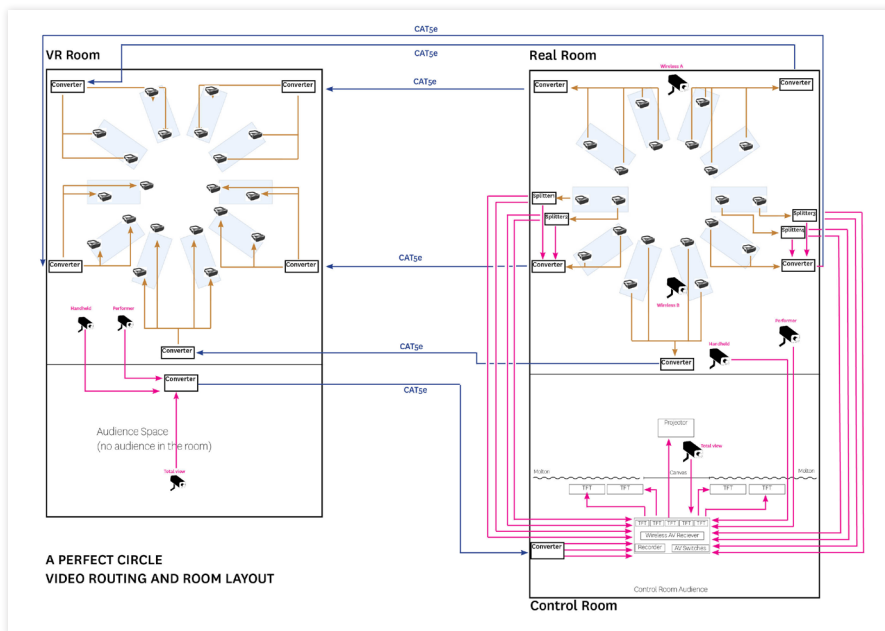 CAT5e
CAT5e
CAT5e
VR Room
Real Room
Wireless A
Converter
Converter
Converter
Converter
Splitter1
Splitter2
Splitter3
Splitter4
Converter
Converter
CAT5e
Converter
Converter
Wireless B
Handheld
Performer
Performer
CAT5e
Converter
Handheld
Converter
Converter
CAT5e
Audience Space
(no audience in the room)
Total view
Projector
Total view
Molton
Canvas
Molton
TFT
TFT
TFT
TFT
TFT
TFT
TFT
TFT
TFT
Wireless AV Reciever
Converter
Recorder
AV Switches
A PERFECT CIRCLE
VIDEO ROUTING AND ROOM LAYOUT
Control Room Audience
Control Room